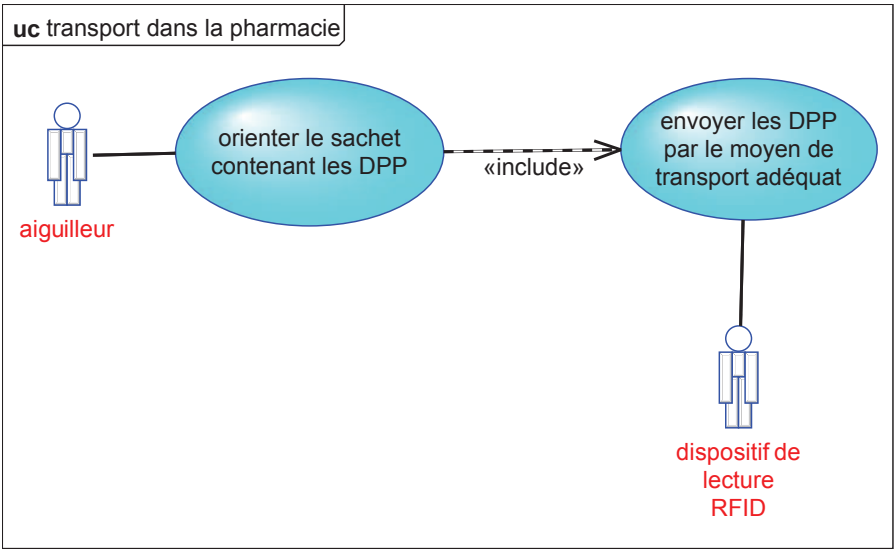 uc transport dans la pharmacie
orienter le sachet
contenant les DPP
«include»
envoyer les DPP
par le moyen de
transport adéquat
aiguilleur
dispositif de
lecture
RFID